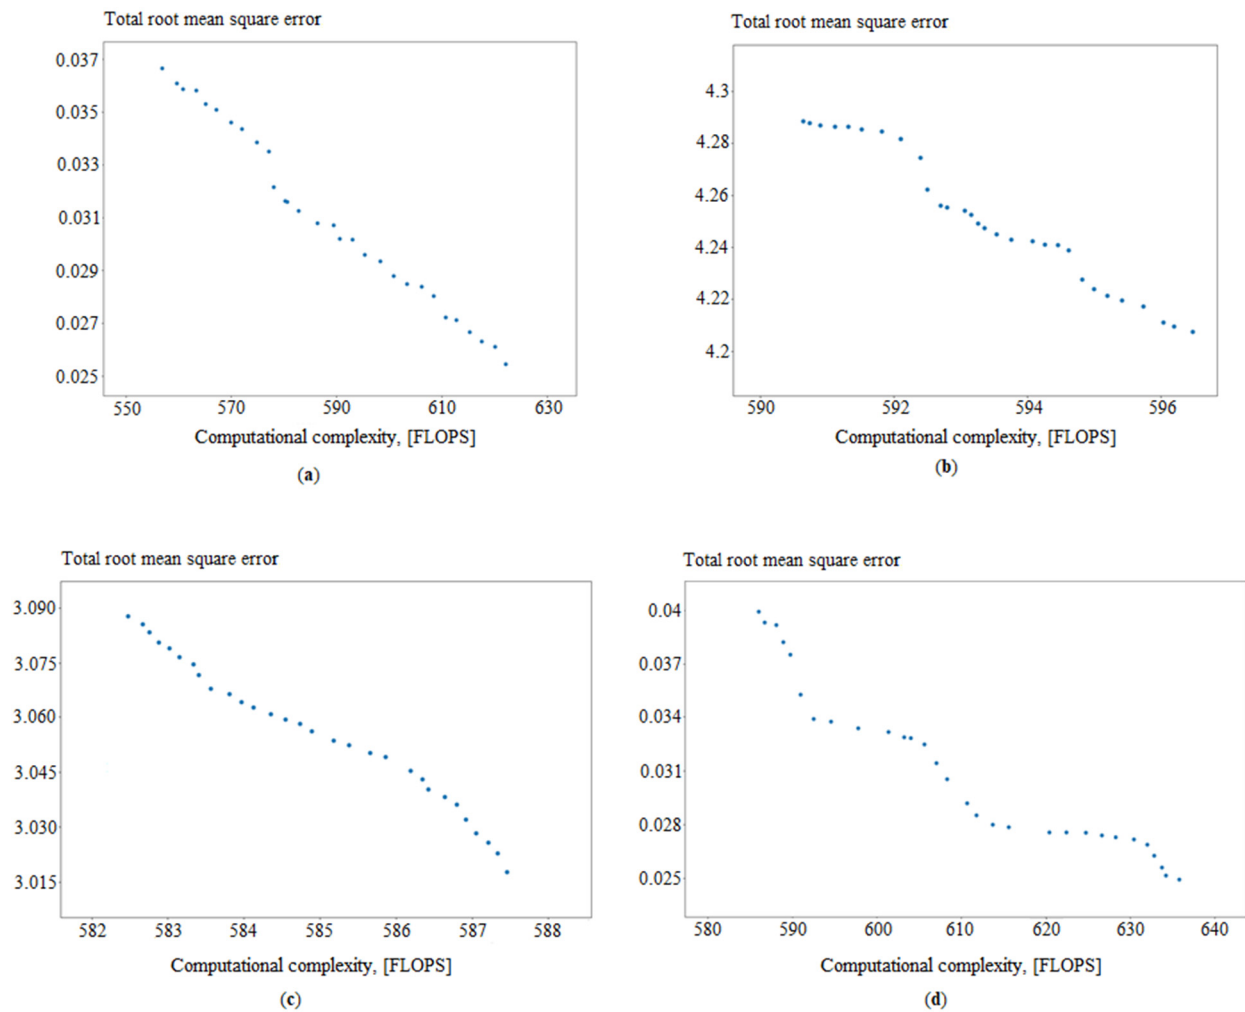 Total root mean square error
0.037
0.035
0.033
0.031
0.029
0.027
0.025
550 570 590 610 630
Computational complexity, [FLOPS]
(a)
Total root mean square error
4.3
4.28
4.26
4.24
4.22
4.2
590 592 594 596
Computational complexity, [FLOPS]
(b)
Total root mean square error
3.090
3.075
3.060
3.045
3.030
3.015
582 583 584 585 586 587 588
Computational complexity, [FLOPS]
(c)
Total root mean square error
0.04
0.037
0.034
0.031
0.028
0.025
580 590 600 610 620 630 640
Computational complexity, [FLOPS]
(d)